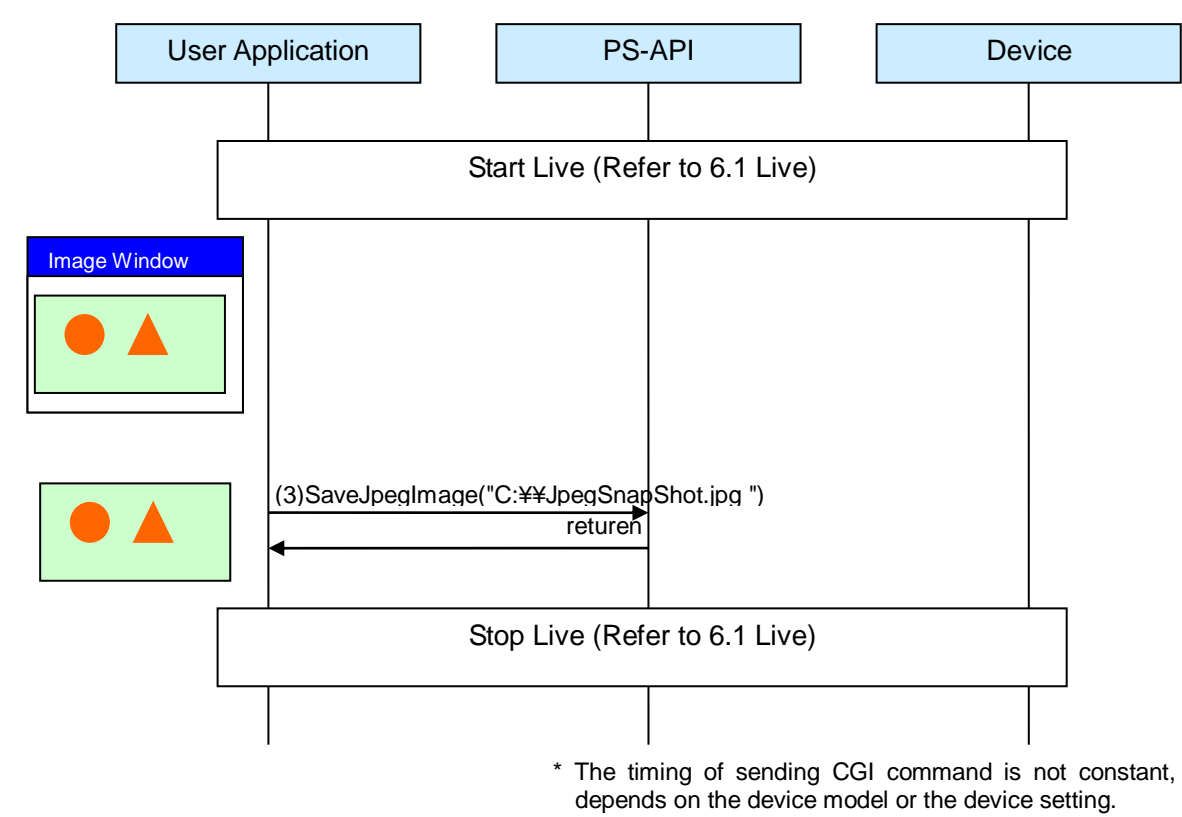 User Application
PS-API
Device
Start Live (Refer to 6.1 Live)
Image Window
(3)SaveJpegImage("C:¥¥JpegSnapShot.jpg ")
returen
Stop Live (Refer to 6.1 Live)
* The timing of sending CGI command is not constant,
depends on the device model or the device setting.